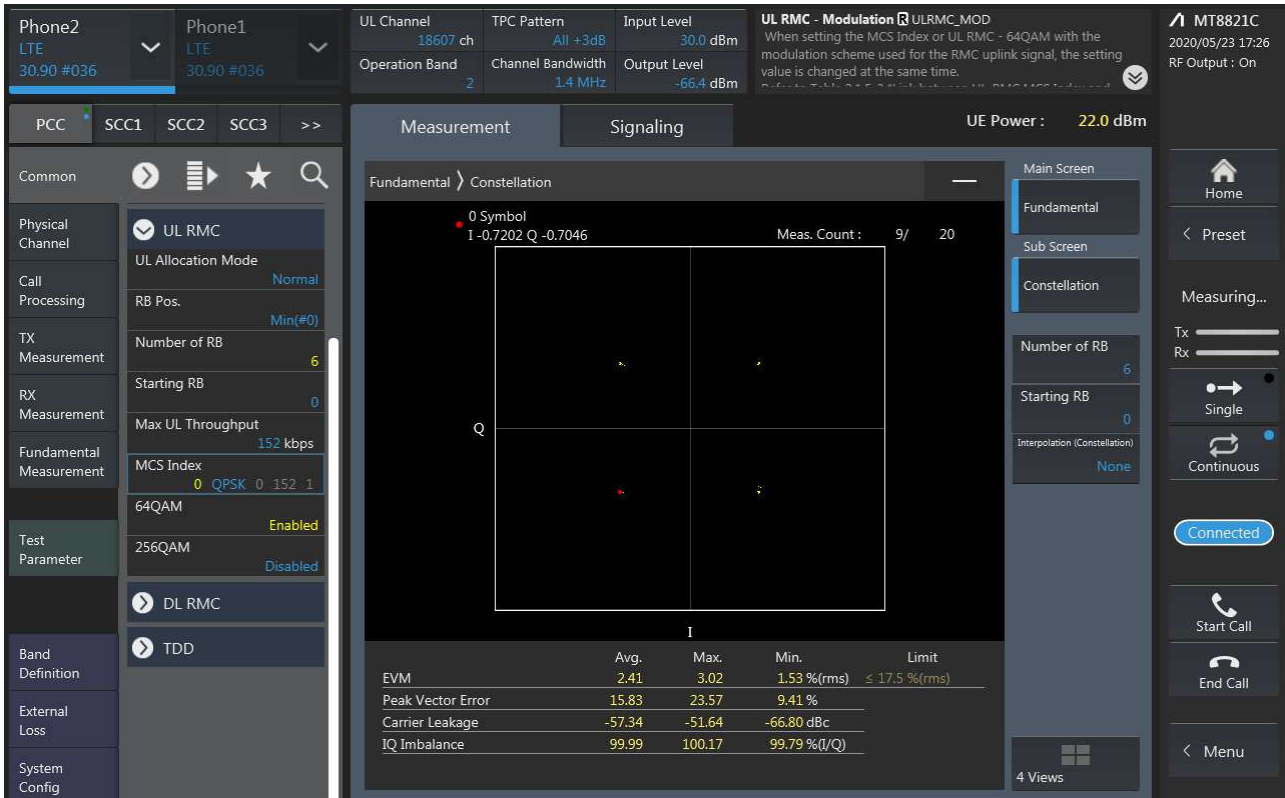 Phone2
LTE
30.90 #036
Phone1
LTE
30.90 #036
UL Channel
18607 ch
TPC Pattern
All +3dB
Input Level
30.0 dBm
Operation Band
2
Channel Bandwidth
1.4 MHz
Output Level
-66.4 dBm
UL RMC - Modulation R ULRMC_MOD
When setting the MCS Index or UL RMC - 64QAM with the
modulation scheme used for the RMC uplink signal, the setting
value is changed at the same time.
MT8821C
2020/05/23 17:26
RF Output : On
PCC SCC1 SCC2 SCC3 >>
Measurement
Signaling
UE Power : 22.0 dBm
Common
Physical
Channel
Call
Processing
TX
Measurement
RX
Measurement
Fundamental
Measurement
Test
Parameter
Band
Definition
External
Loss
System
Config
UL RMC
UL Allocation Mode
Normal
RB Pos.
Min(#0)
Number of RB
6
Starting RB
0
Max UL Throughput
152 kbps
MCS Index
0 QPSK 0 152 1
64QAM
Enabled
256QAM
Disabled
DL RMC
TDD
Fundamental 〉 Constellation
0 Symbol
I -0.7202 Q -0.7046
Meas. Count : 9/ 20
Q
I
Avg. Max. Min. Limit
EVM 2.41 3.02 1.53 %(rms) ≤ 17.5 %(rms)
Peak Vector Error 15.83 23.57 9.41 %
Carrier Leakage -57.34 -51.64 -66.80 dBc
IQ Imbalance 99.99 100.17 99.79 %(I/Q)
Main Screen
Fundamental
Sub Screen
Constellation
Number of RB
6
Starting RB
0
Interpolation (Constellation)
None
4 Views
Home
< Preset
Measuring...
Tx
Rx
Single
Continuous
Connected
Start Call
End Call
< Menu